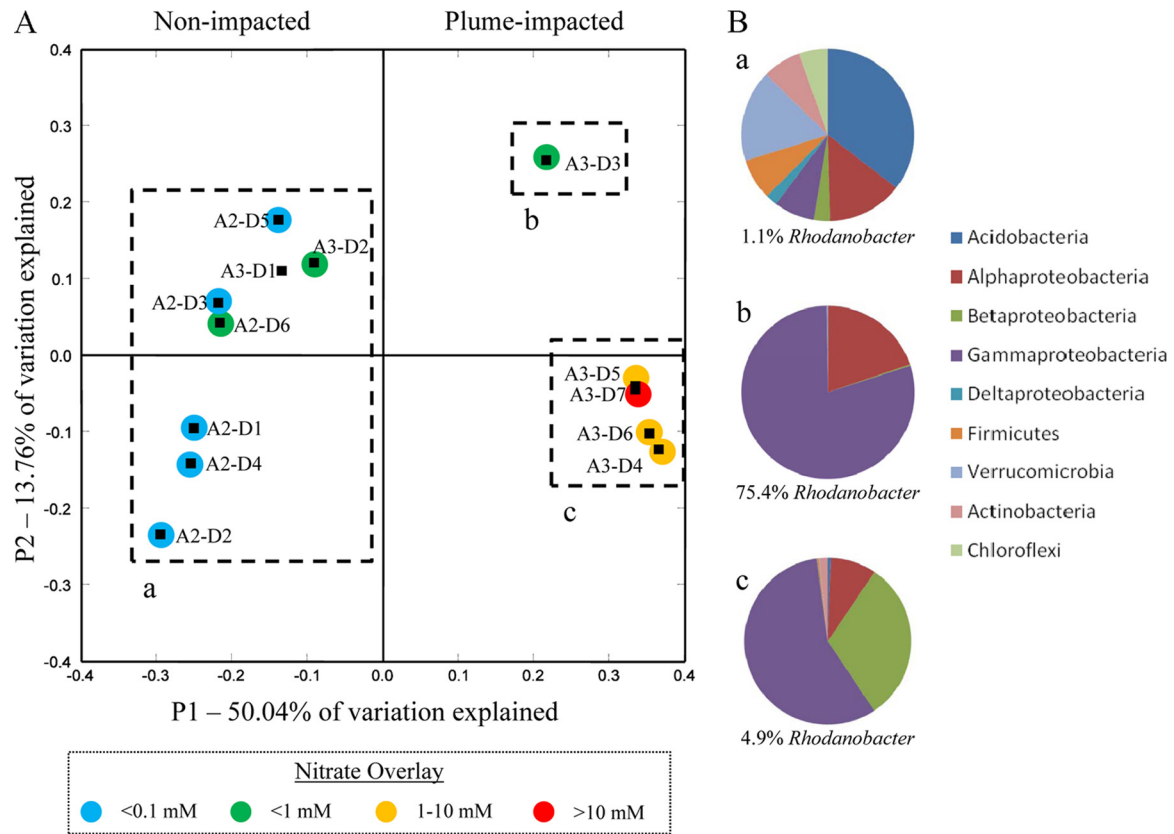 A
Non-impacted
Plume-impacted
0.4
0.3
0.2
0.1
0.0
-0.1
-0.2
-0.3
-0.4
P2 – 13.76% of variation explained
A3-D3
b
A2-D5
A3-D2
A3-D1
A2-D3
A2-D6
A2-D1
A2-D4
A2-D2
a
A3-D5
A3-D7
A3-D6
A3-D4
c
-0.4 -0.3 -0.2 -0.1 0.0 0.1 0.2 0.3 0.4
P1 – 50.04% of variation explained
Nitrate Overlay
<0.1 mM <1 mM 1-10 mM >10 mM
B
a
1.1% Rhodanobacter
b
75.4% Rhodanobacter
c
4.9% Rhodanobacter
Acidobacteria
Alphaproteobacteria
Betaproteobacteria
Gammaproteobacteria
Deltaproteobacteria
Firmicutes
Verrucomicrobia
Actinobacteria
Chloroflexi